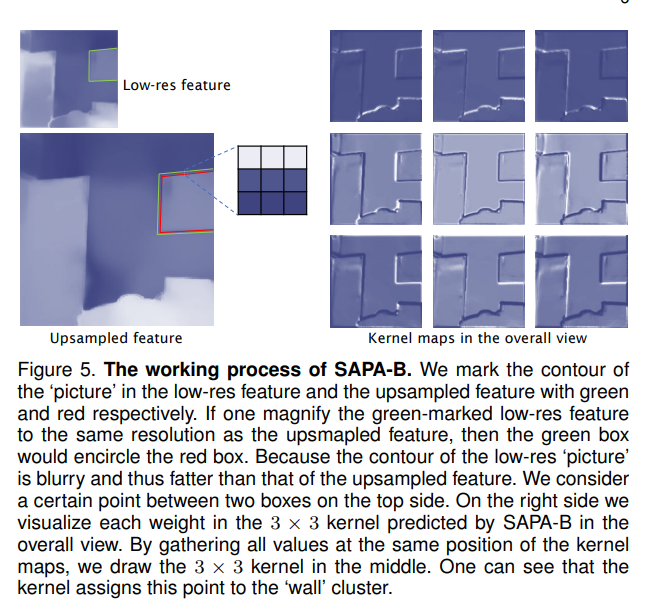 Low-res feature
Upsampled feature
Kernel maps in the overall view
Figure 5. The working process of SAPA-B. We mark the contour of
the ‘picture’ in the low-res feature and the upsampled feature with green
and red respectively. If one magnify the green-marked low-res feature
to the same resolution as the upsmapled feature, then the green box
would encircle the red box. Because the contour of the low-res ‘picture’
is blurry and thus fatter than that of the upsampled feature. We consider
a certain point between two boxes on the top side. On the right side we
visualize each weight in the 3 × 3 kernel predicted by SAPA-B in the
overall view. By gathering all values at the same position of the kernel
maps, we draw the 3 × 3 kernel in the middle. One can see that the
kernel assigns this point to the ‘wall’ cluster.